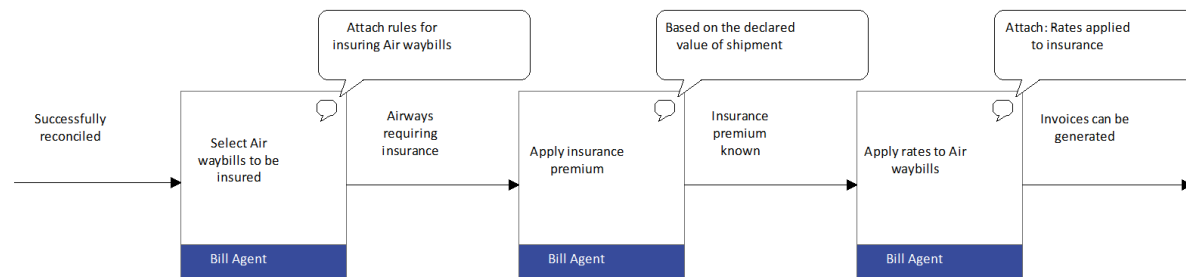 Attach rules for
insuring Air waybills
Based on the declared
value of shipment
Attach: Rates applied
to insurance
Successfully
reconciled
Select Air
waybills to be
insured
Airways
requiring
insurance
Apply insurance
premium
Insurance
premium
known
Apply rates to Air
waybills
Invoices can be
generated
Bill Agent
Bill Agent
Bill Agent